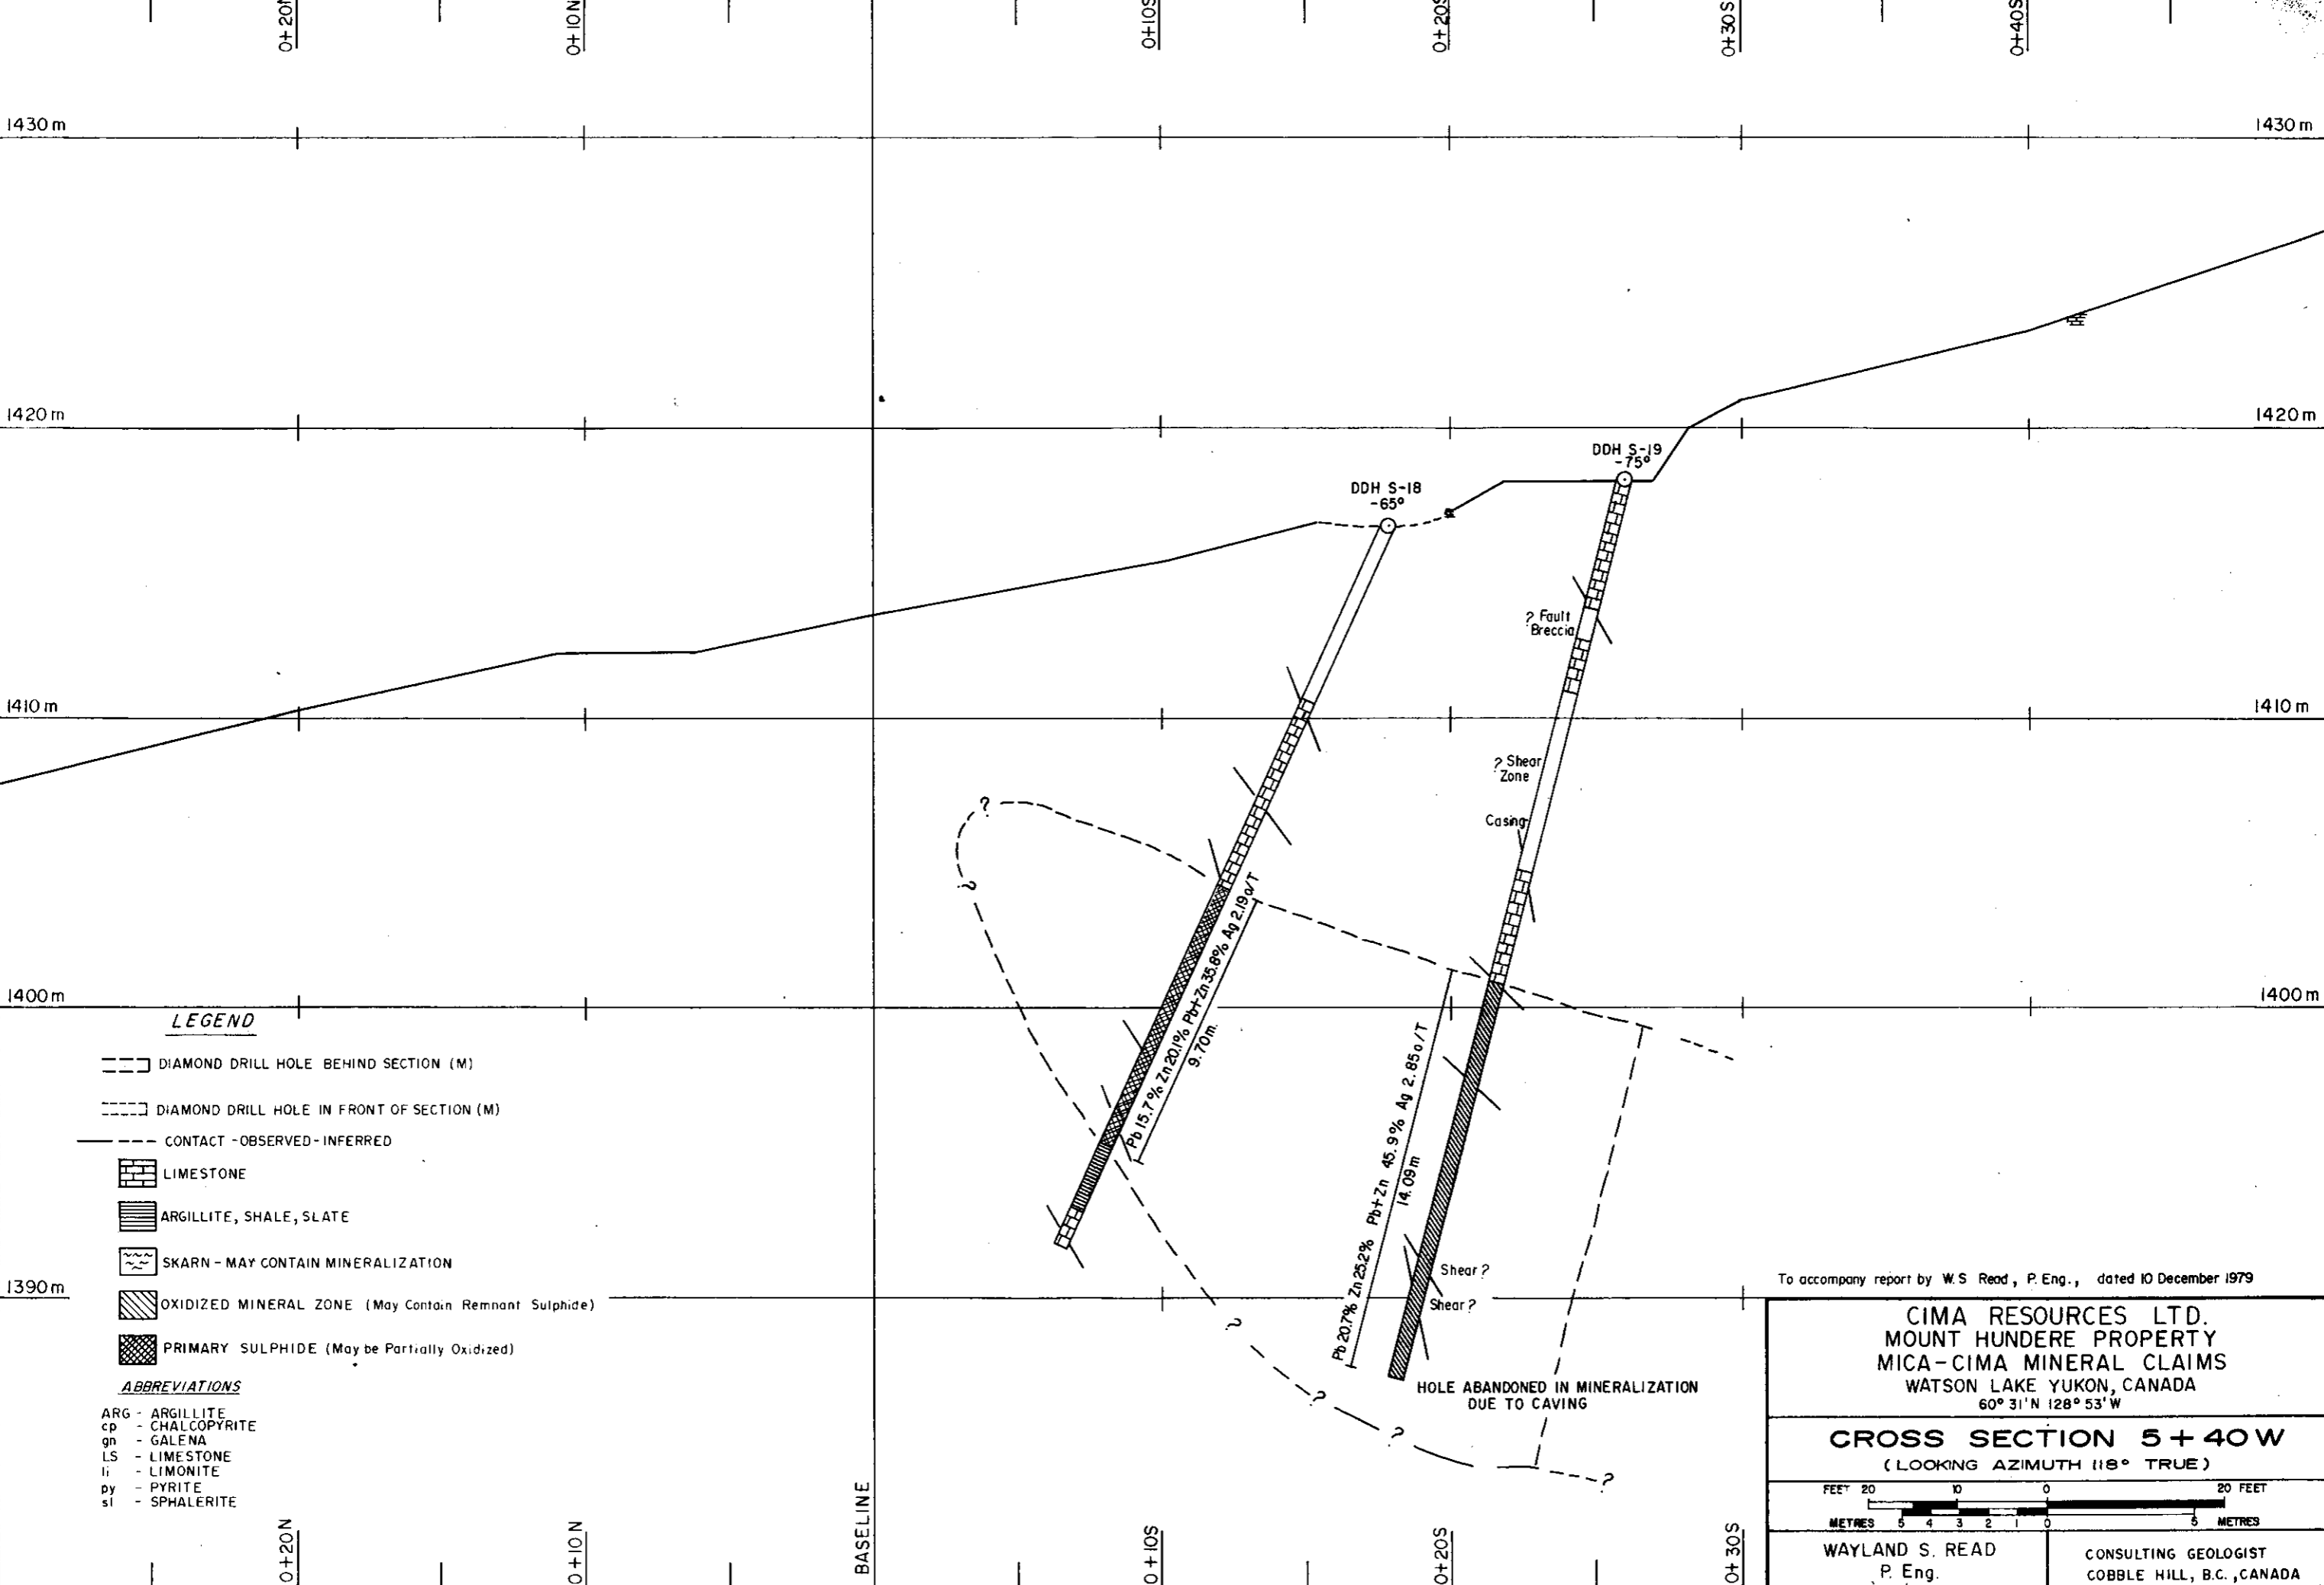 0+20N
0+10N
0+10S
0+20S
0+30S
0+40S
1430 m
1430 m
1420 m
1420 m
DDH S-19
-75°
DDH S-18
-65°
? Fault
Breccia
1410 m
1410 m
? Shear
Zone
Casing
?
?
Pb 15.7% Zn 20.1% Pb+Zn 35.8% Ag 2.19 o/T
9.70 m.
1400 m
1400 m
Pb 20.7% Zn 25.2% Pb+Zn 45.9% Ag 2.85 o/T
14.09 m
LEGEND
DIAMOND DRILL HOLE BEHIND SECTION (M)
DIAMOND DRILL HOLE IN FRONT OF SECTION (M)
CONTACT - OBSERVED - INFERRED
LIMESTONE
ARGILLITE, SHALE, SLATE
SKARN - MAY CONTAIN MINERALIZATION
OXIDIZED MINERAL ZONE (May Contain Remnant Sulphide)
PRIMARY SULPHIDE (May be Partially Oxidized)
1390 m
Shear ?
Shear ?
?
?
?
?
HOLE ABANDONED IN MINERALIZATION
DUE TO CAVING
ABBREVIATIONS
ARG - ARGILLITE
cp - CHALCOPYRITE
gn - GALENA
LS - LIMESTONE
li - LIMONITE
py - PYRITE
sl - SPHALERITE
To accompany report by W.S Read, P. Eng., dated 10 December 1979
CIMA RESOURCES LTD.
MOUNT HUNDERE PROPERTY
MICA-CIMA MINERAL CLAIMS
WATSON LAKE YUKON, CANADA
60° 31' N 128° 53' W
CROSS SECTION 5+40W
(LOOKING AZIMUTH 118° TRUE)
FEET 20 10 0 20 FEET
METRES 5 4 3 2 1 0 5 METRES
WAYLAND S. READ
P. Eng.
CONSULTING GEOLOGIST
COBBLE HILL, B.C., CANADA
0+20N
0+10N
BASELINE
0+10S
0+20S
0+30S